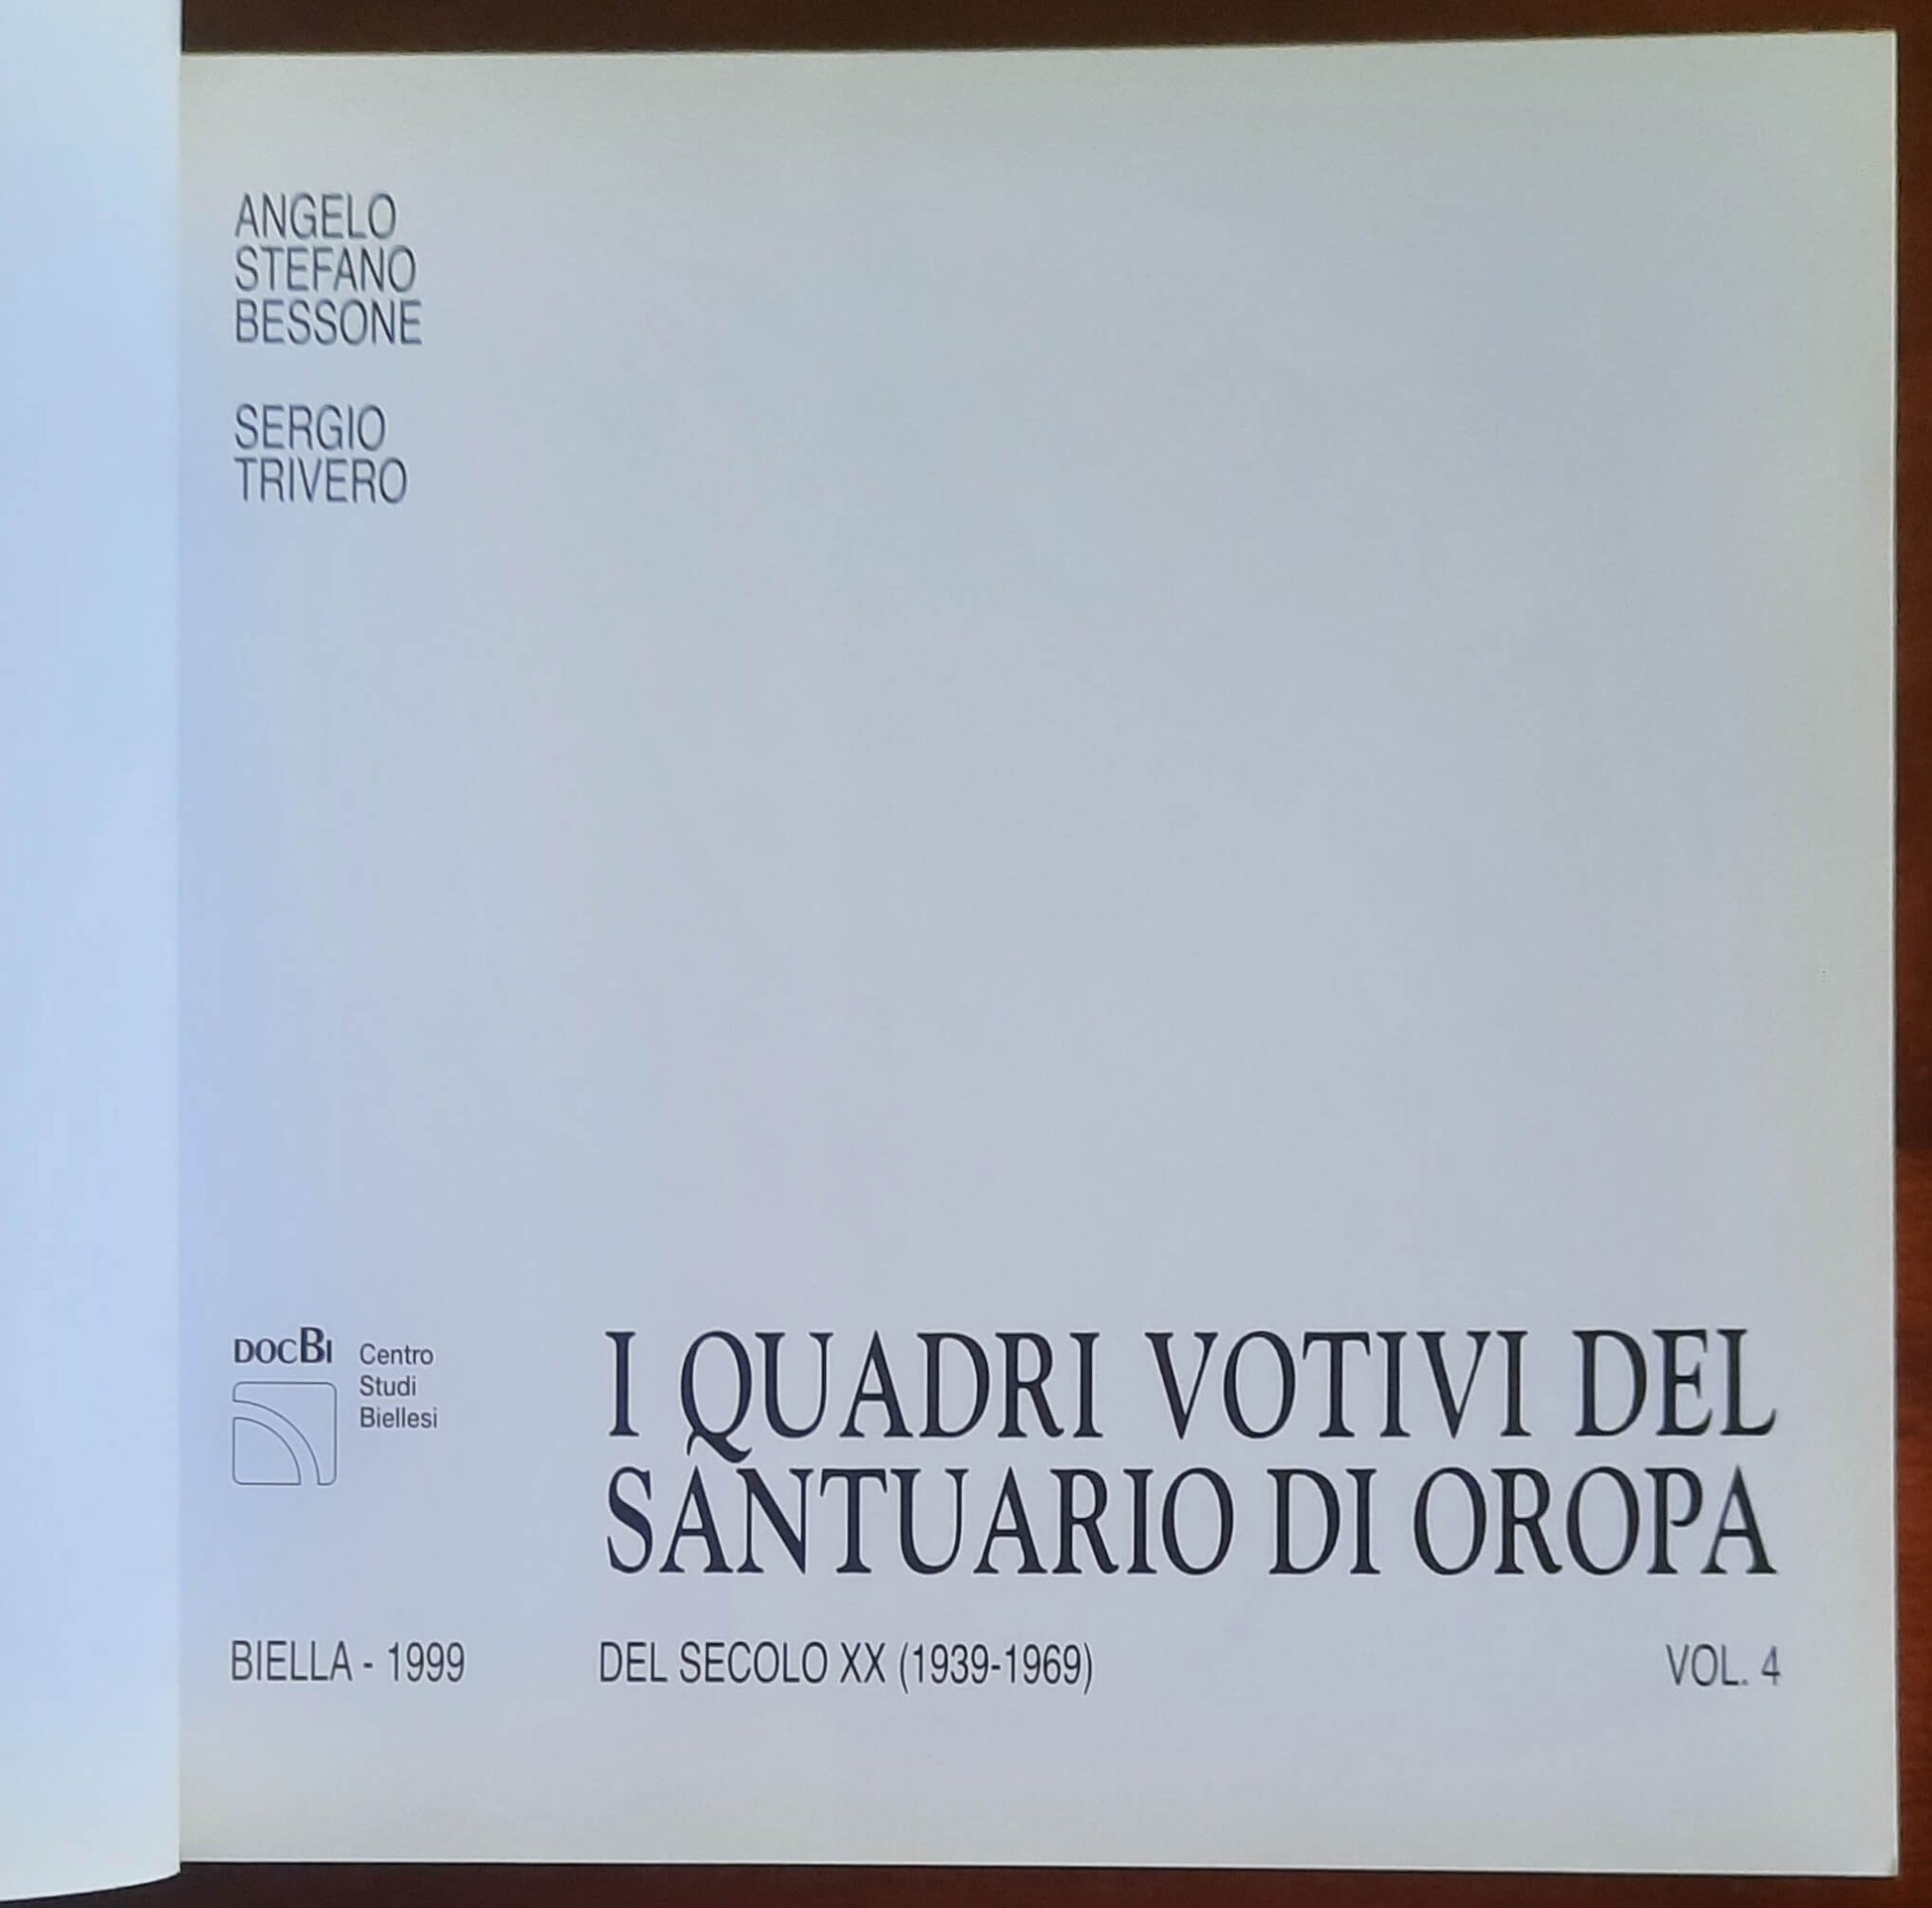 ANGELO
STEFANO
BESSONE
SERGIO
TRIVERO
DOCBI
Centro
Studi
Biellesi
I QUADRI VOTIVI DEL
SANTUARIO DI OROPA
BIELLA - 1999
DEL SECOLO XX (1939-1969)
VOL. 4